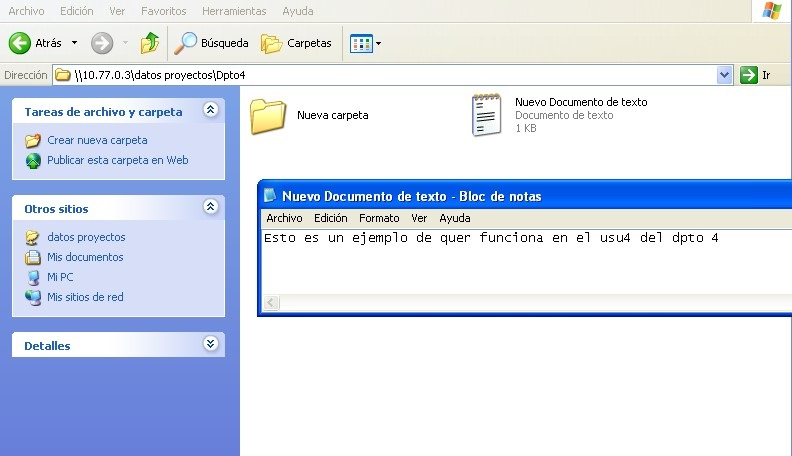 Archivo Edición Ver Favoritos Herramientas Ayuda
Atrás Búsqueda Carpetas
Dirección \\10.77.0.3\datos proyectos\Dpto4 Ir
Tareas de archivo y carpeta
Crear nueva carpeta
Publicar esta carpeta en Web
Otros sitios
datos proyectos
Mis documentos
Mi PC
Mis sitios de red
Detalles
Nueva carpeta
Nuevo Documento de texto
Documento de texto
1 KB
Nuevo Documento de texto - Bloc de notas
Archivo Edición Formato Ver Ayuda
Esto es un ejemplo de quer funciona en el usu4 del dpto 4